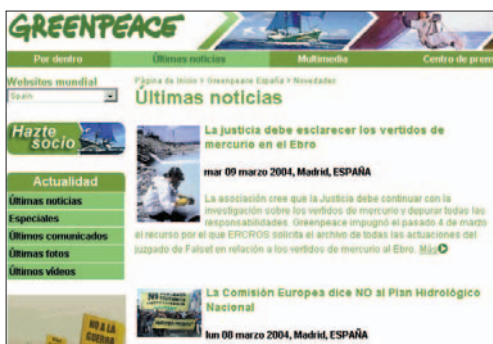 GREENPEACE
Por dentro Últimas noticias Multimedia Centro de pren
Websites mundial
Spain
Página de Inicio > Greenpeace España > Novedades
Últimas noticias
Hazte
socio
La justicia debe esclarecer los vertidos de
mercurio en el Ebro
mar 09 marzo 2004, Madrid, ESPAÑA
Actualidad
Últimas noticias
Especiales
Últimos comunicados
Últimas fotos
Últimos vídeos
La asociación cree que la Justicia debe continuar con la
investigación sobre los vertidos de mercurio y depurar todas las
responsabilidades. Greenpeace impugnó el pasado 4 de marzo
el recurso por el que ERCROS solicita el archivo de todas las actuaciones del
juzgado de Falset en relación a los vertidos de mercurio al Ebro. Más
La Comisión Europea dice NO al Plan Hidrológico
Nacional
lun 08 marzo 2004, Madrid, ESPAÑA
NO A LA
GUERRA